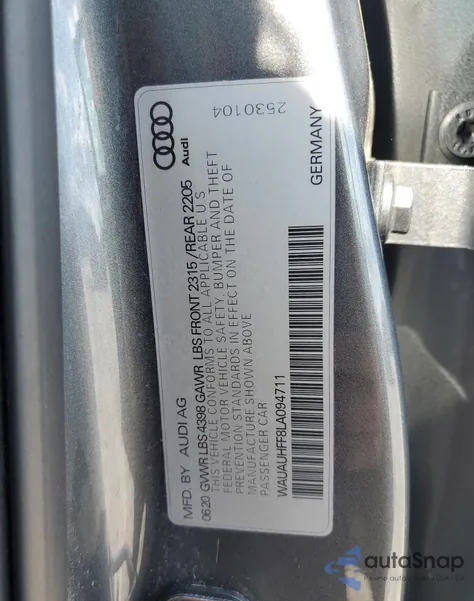 MFD. BY AUDI AG
Audi
06.20 GVWR LBS 4398 GAWR LBS FRONT 2315 /REAR 2205
THIS VEHICLE CONFORMS TO ALL APPLICABLE U.S
FEDERAL MOTOR VEHICLE SAFETY, BUMPER AND THEFT
PREVENTION STANDARDS IN EFFECT ON THE DATE OF
MANUFACTURE SHOWN ABOVE
PASSENGER CAR
2530104
WAUAUHFF8LA094711
GERMANY
autoSnap